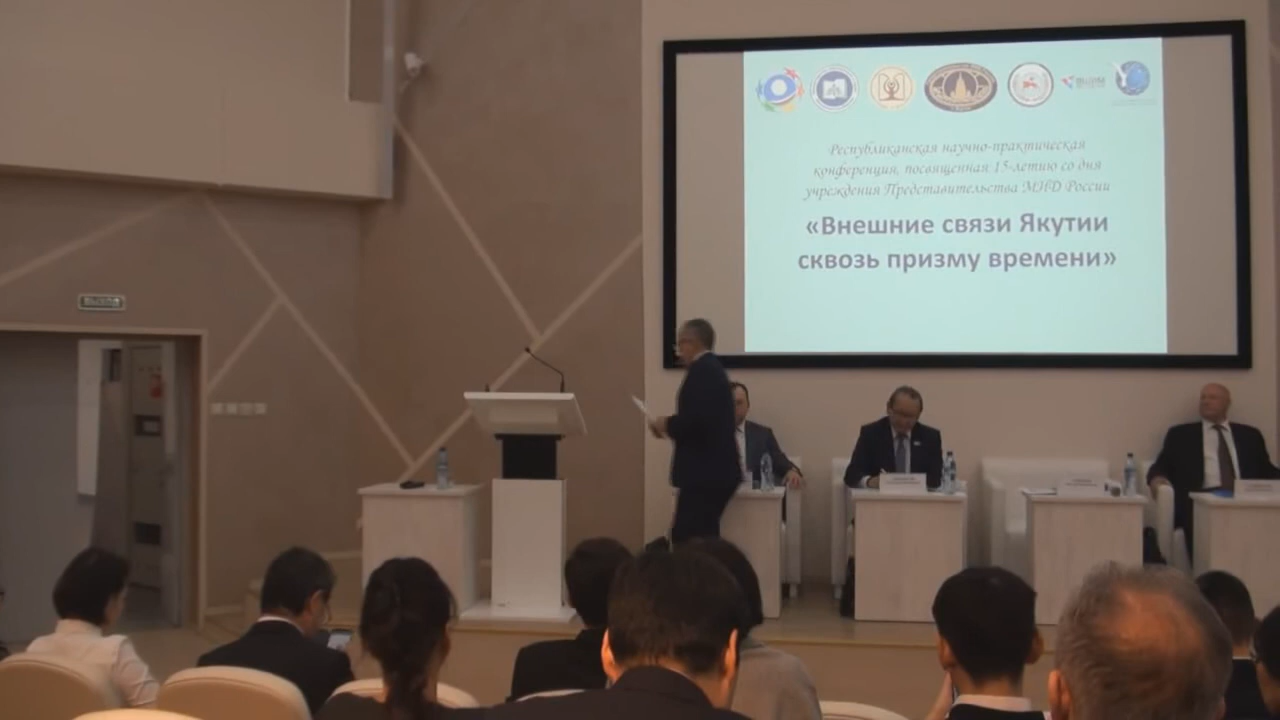 Республиканская научно-практическая
конференция, посвященная 15-летию со дня
учреждения Представительства МИД России
«Внешние связи Якутии
сквозь призму времени»
ВЫХОД